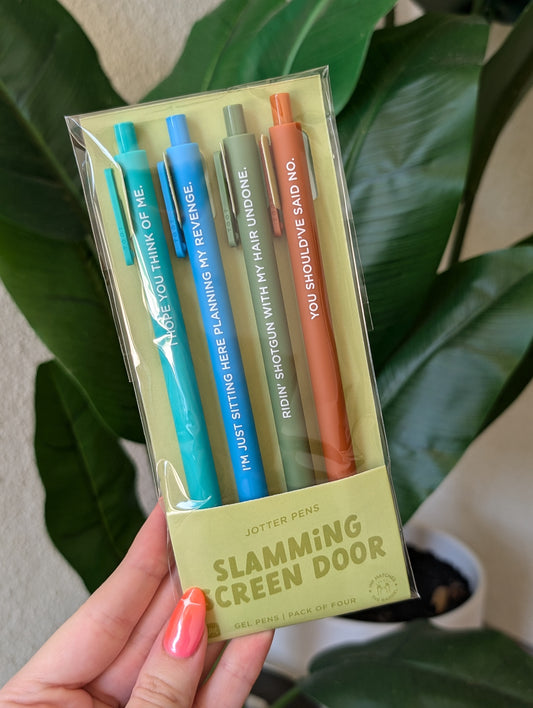 I HOPE YOU THINK OF ME.
I'M JUST SITTING HERE PLANNING MY REVENGE.
RIDIN' SHOTGUN WITH MY HAIR UNDONE.
YOU SHOULD'VE SAID NO.
JOTTER PENS
SLAMMiNG
SCREEN DOOR
GEL PENS | PACK OF FOUR